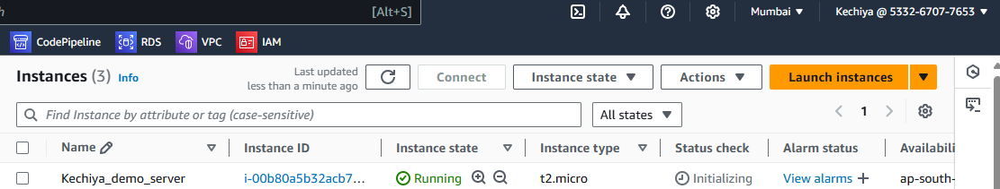 [Alt+S] Mumbai Kechiya @ 5332-6707-7653
CodePipeline RDS VPC IAM
Instances (3) Info
Last updated
less than a minute ago
Connect Instance state Actions Launch instances
Find Instance by attribute or tag (case-sensitive) All states 1
Name Instance ID Instance state Instance type Status check Alarm status Availabili
Kechiya_demo_server i-00b80a5b32acb7... Running t2.micro Initializing View alarms ap-south-